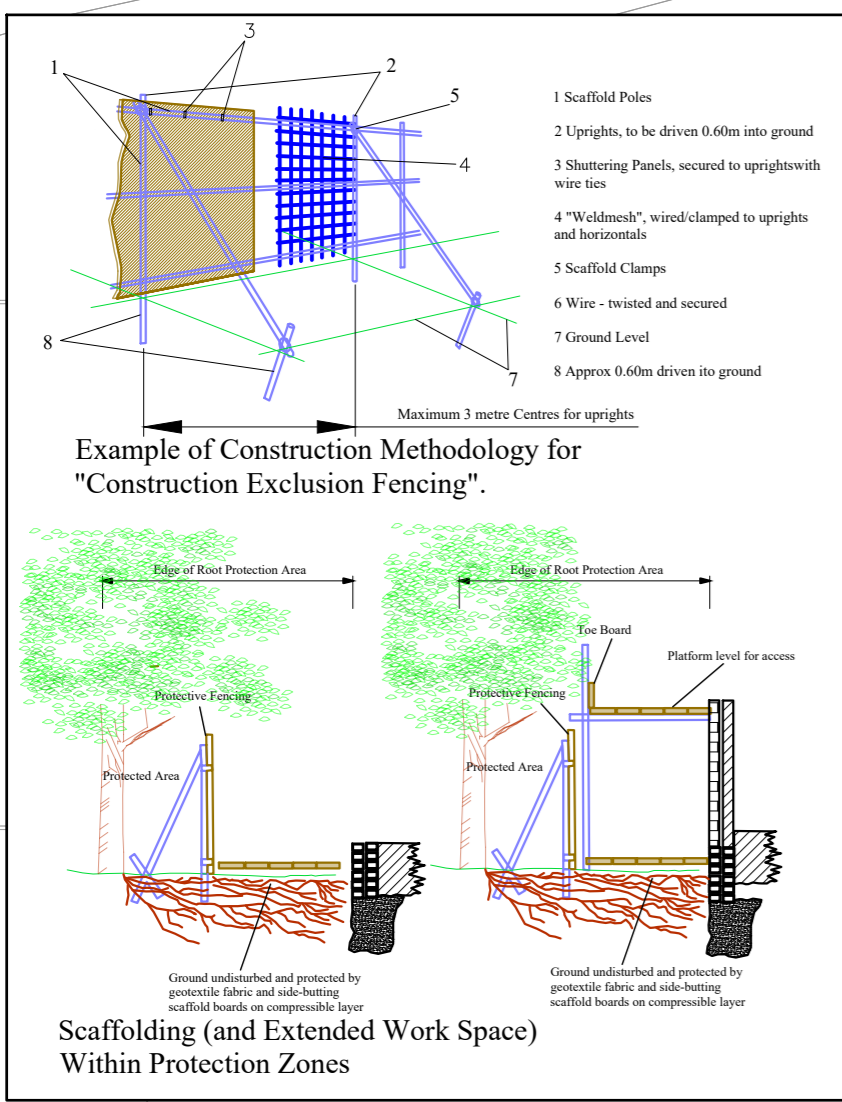 3
1
2
5
4
8
7
1 Scaffold Poles
2 Uprights, to be driven 0.60m into ground
3 Shuttering Panels, secured to uprightswith
wire ties
4 "Weldmesh", wired/clamped to uprights
and horizontals
5 Scaffold Clamps
6 Wire - twisted and secured
7 Ground Level
8 Approx 0.60m driven ito ground
Maximum 3 metre Centres for uprights
Example of Construction Methodology for
"Construction Exclusion Fencing".
Edge of Root Protection Area
Protective Fencing
Protected Area
Ground undisturbed and protected by
geotextile fabric and side-butting
scaffold boards on compressible layer
Edge of Root Protection Area
Toe Board
Platform level for access
Protective Fencing
Protected Area
Ground undisturbed and protected by
geotextile fabric and side-butting
scaffold boards on compressible layer
Scaffolding (and Extended Work Space)
Within Protection Zones